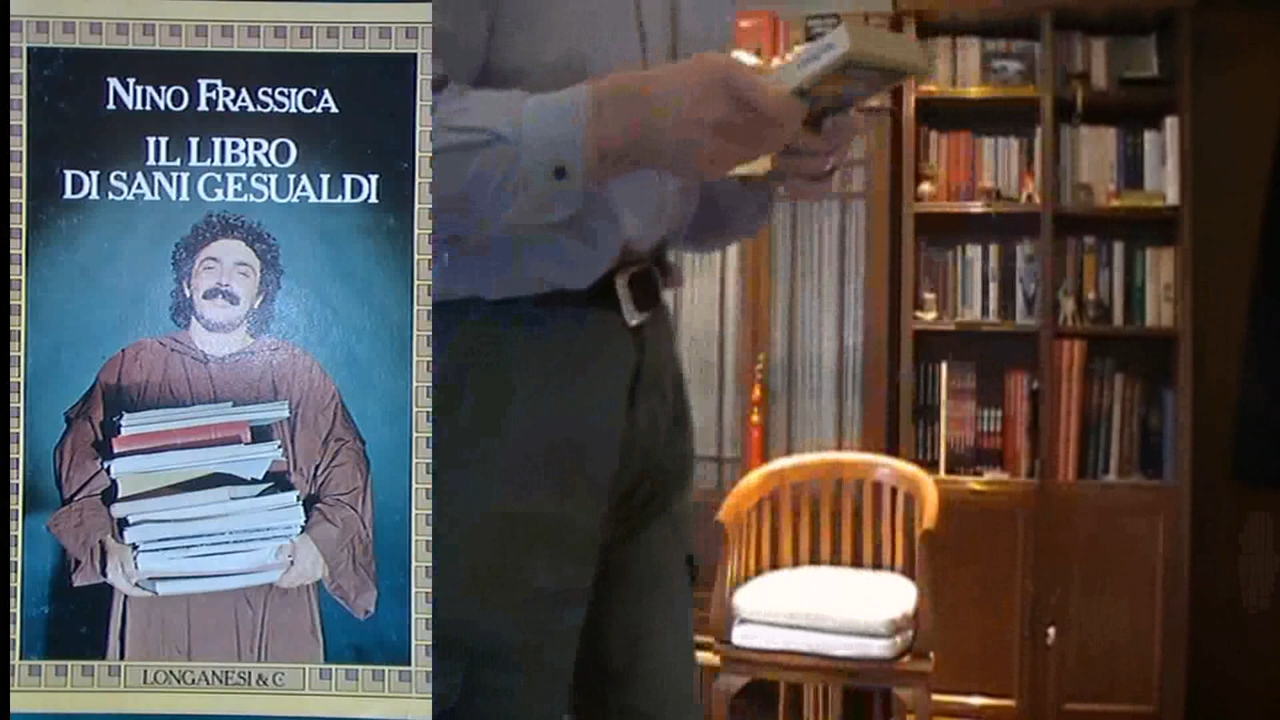 NINO FRASSICA
IL LIBRO
DI SANI GESUALDI
LONGANESI & C